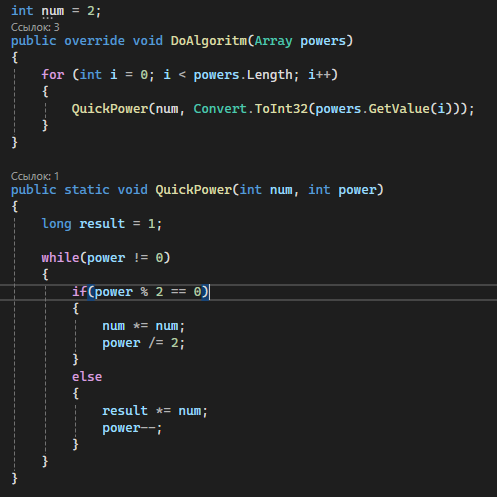 int num = 2;
Ссылок: 3
public override void DoAlgoritm(Array powers)
{
for (int i = 0; i < powers.Length; i++)
{
QuickPower(num, Convert.ToInt32(powers.GetValue(i)));
}
}
Ссылок: 1
public static void QuickPower(int num, int power)
{
long result = 1;
while(power != 0)
{
if(power % 2 == 0)
{
num *= num;
power /= 2;
}
else
{
result *= num;
power--;
}
}
}